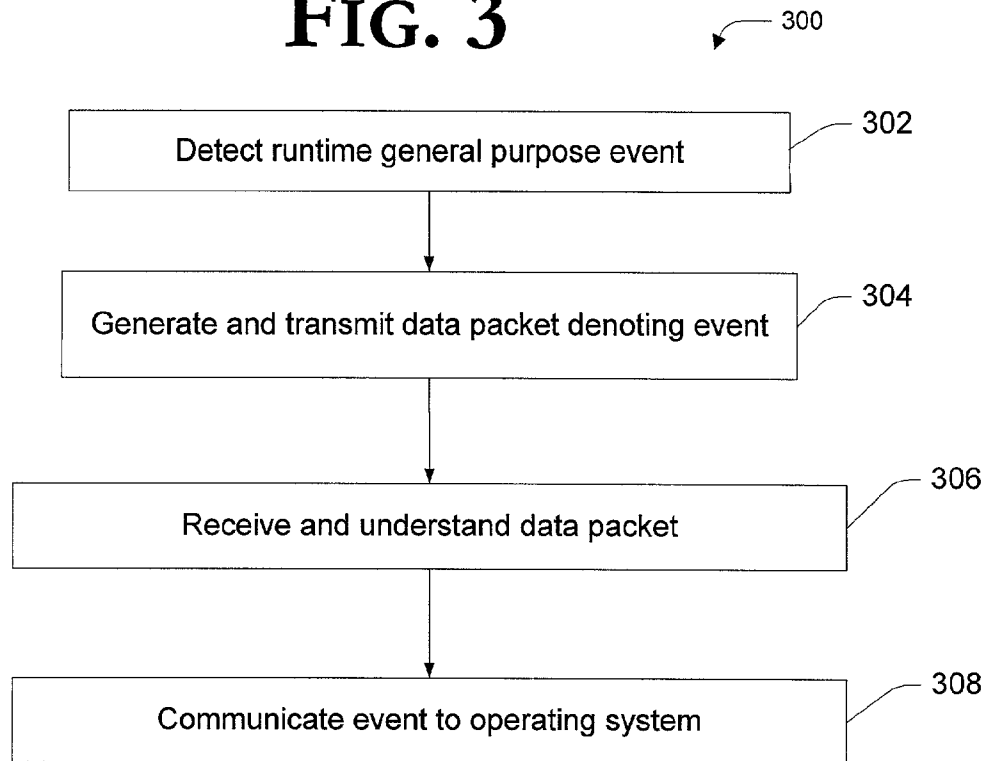 FIG. 3
300
Detect runtime general purpose event
302
Generate and transmit data packet denoting event
304
Receive and understand data packet
306
Communicate event to operating system
308